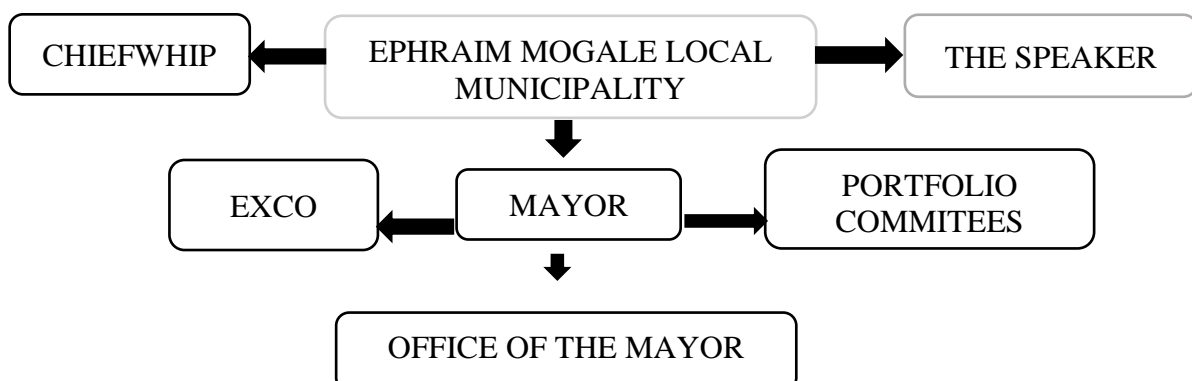 CHIEFWHIP
EPHRAIM MOGALE LOCAL
MUNICIPALITY
THE SPEAKER
EXCO
MAYOR
PORTFOLIO
COMMITEES
OFFICE OF THE MAYOR